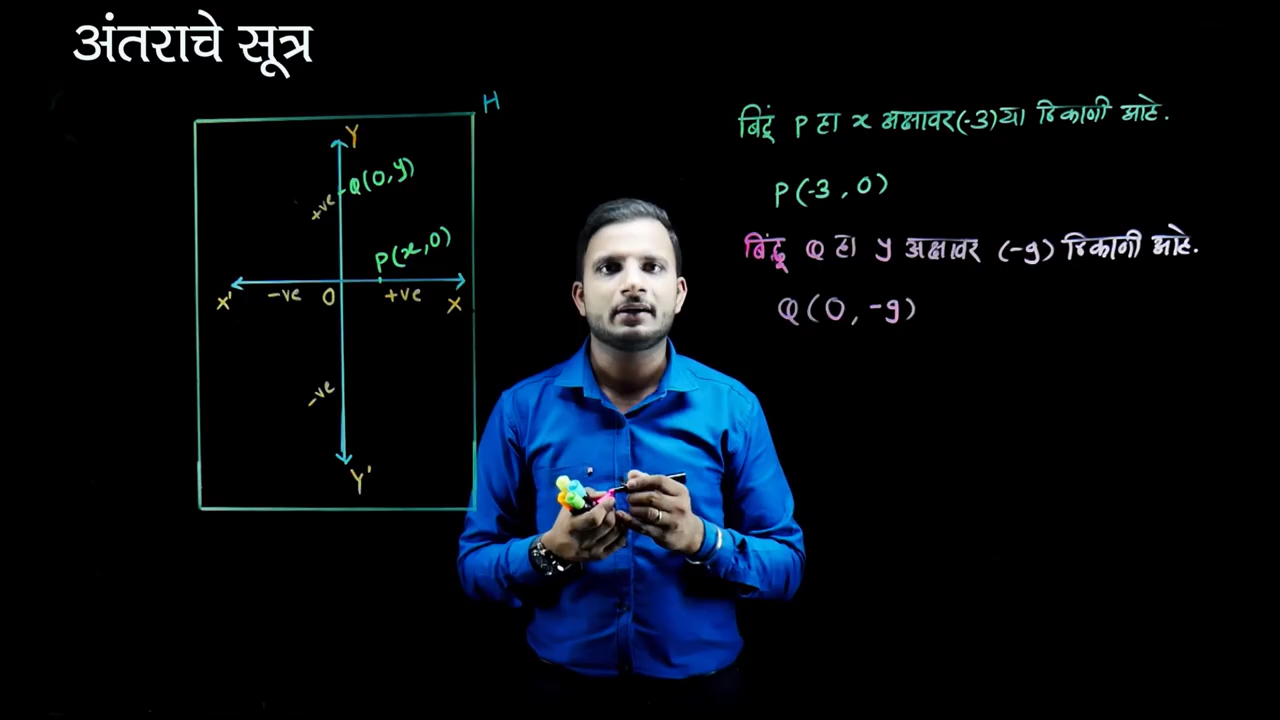 अंतराचे सूत्र
H
Y
Q(0,y)
+ve
P(x,0)
X' -ve O +ve X
-ve
Y'
बिंदू P हा x अक्षावर (-3) या ठिकाणी आहे.
P(-3,0)
बिंदू Q हा y अक्षावर (-9) ठिकाणी आहे.
Q(0,-9)